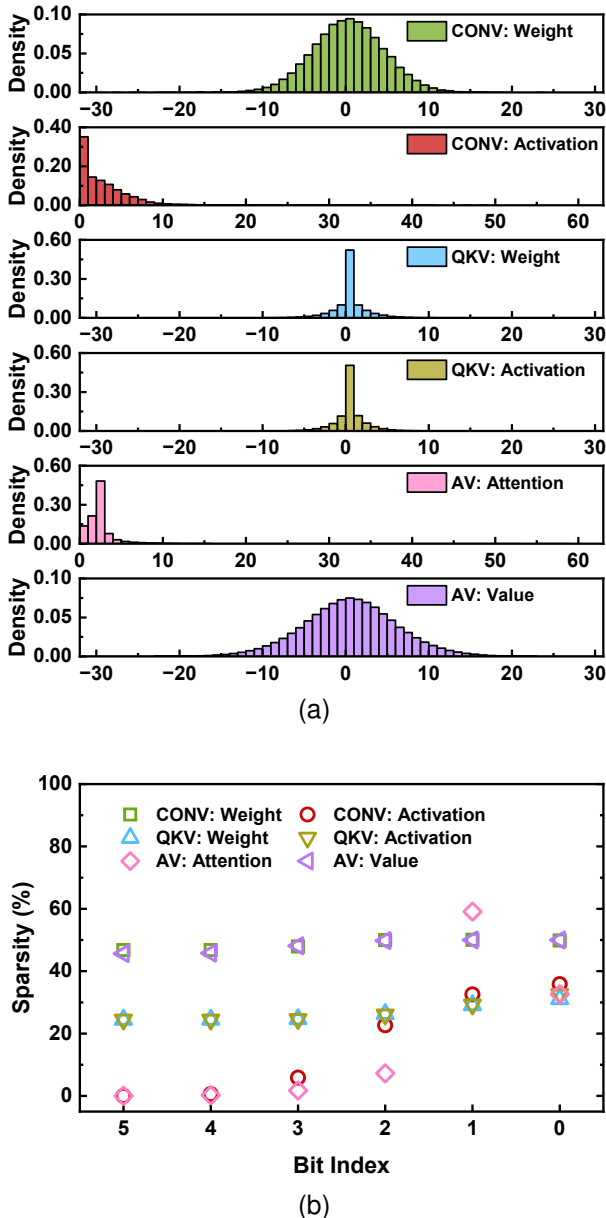 0.10
0.05
0.00
Density
CONV: Weight
−30 −20 −10 0 10 20 30
0.40
0.20
0.00
Density
CONV: Activation
0 10 20 30 40 50 60
0.60
0.30
0.00
Density
QKV: Weight
−30 −20 −10 0 10 20 30
0.60
0.30
0.00
Density
QKV: Activation
−30 −20 −10 0 10 20 30
0.60
0.30
0.00
Density
AV: Attention
0 10 20 30 40 50 60
0.10
0.05
0.00
Density
AV: Value
−30 −20 −10 0 10 20 30
(a)
100
80
60
40
20
0
Sparsity (%)
CONV: Weight CONV: Activation
QKV: Weight QKV: Activation
AV: Attention AV: Value
5 4 3 2 1 0
Bit Index
(b)